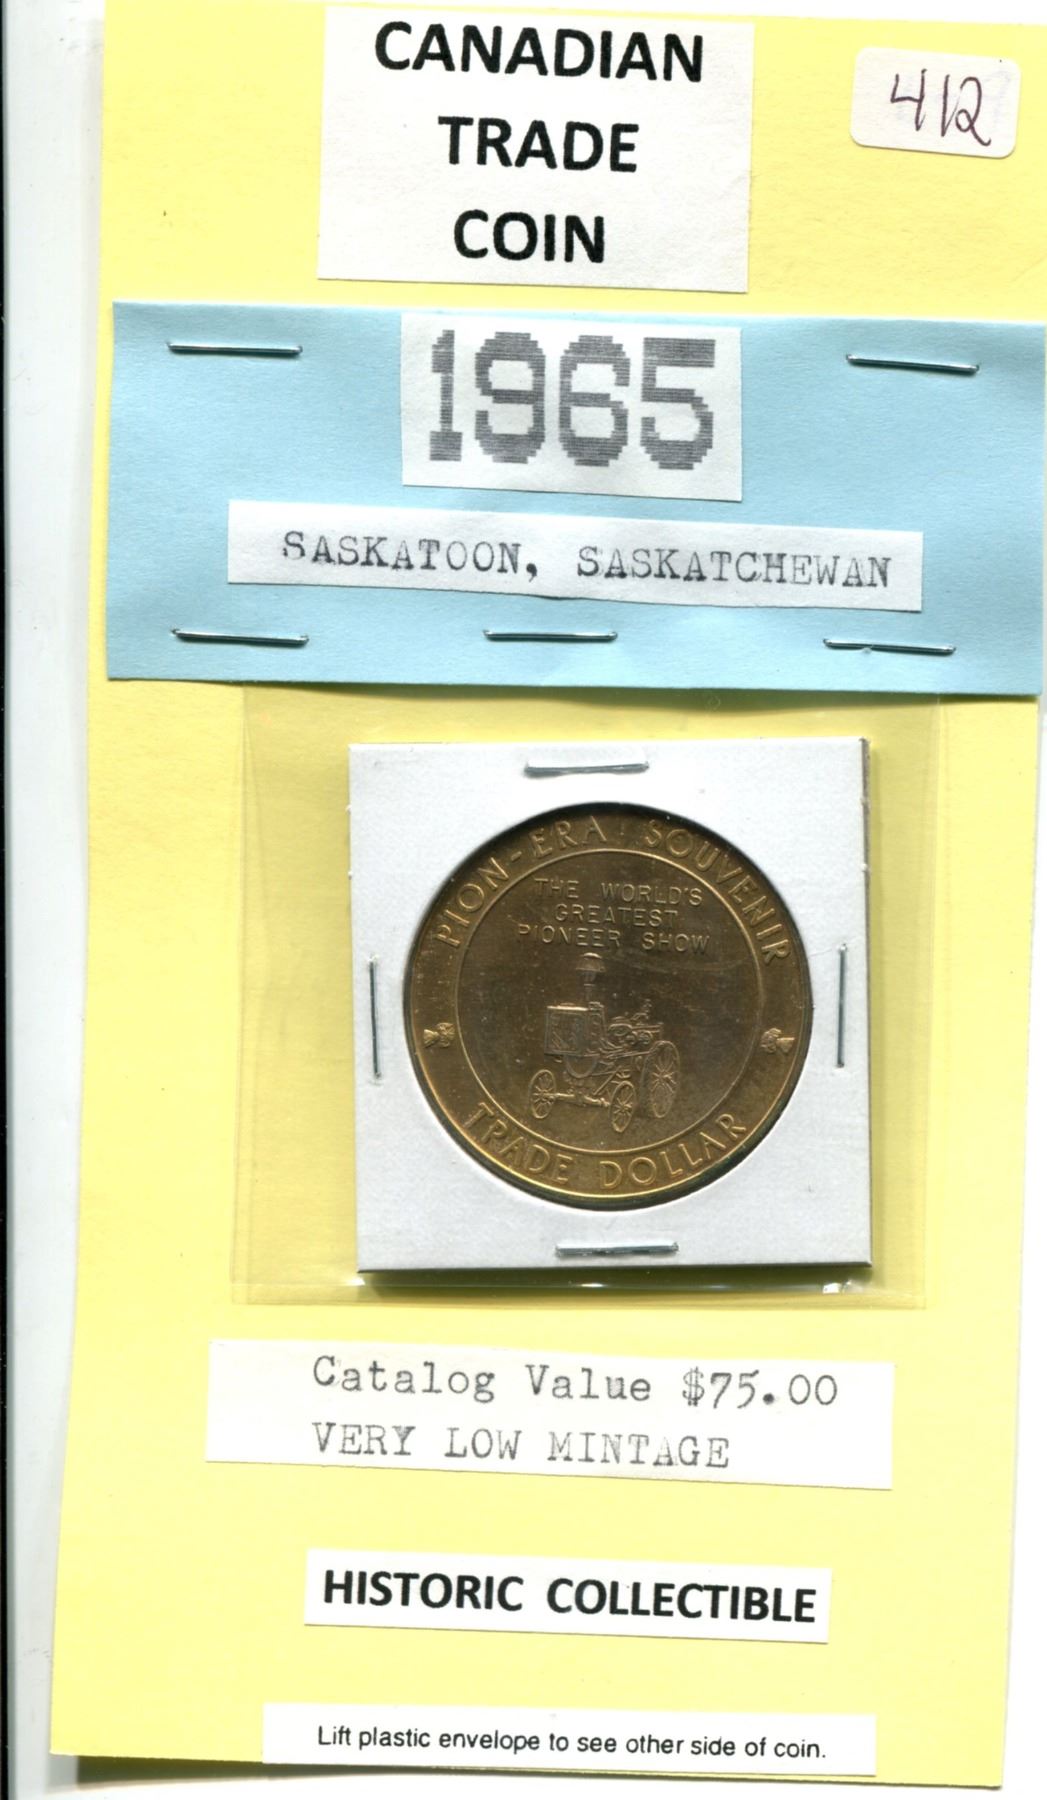 CANADIAN
TRADE
COIN
412
1965
SASKATOON, SASKATCHEWAN
PION-ERA SOUVENIR
THE WORLD'S
GREATEST
PIONEER SHOW
TRADE DOLLAR
Catalog Value $75.00
VERY LOW MINTAGE
HISTORIC COLLECTIBLE
Lift plastic envelope to see other side of coin.